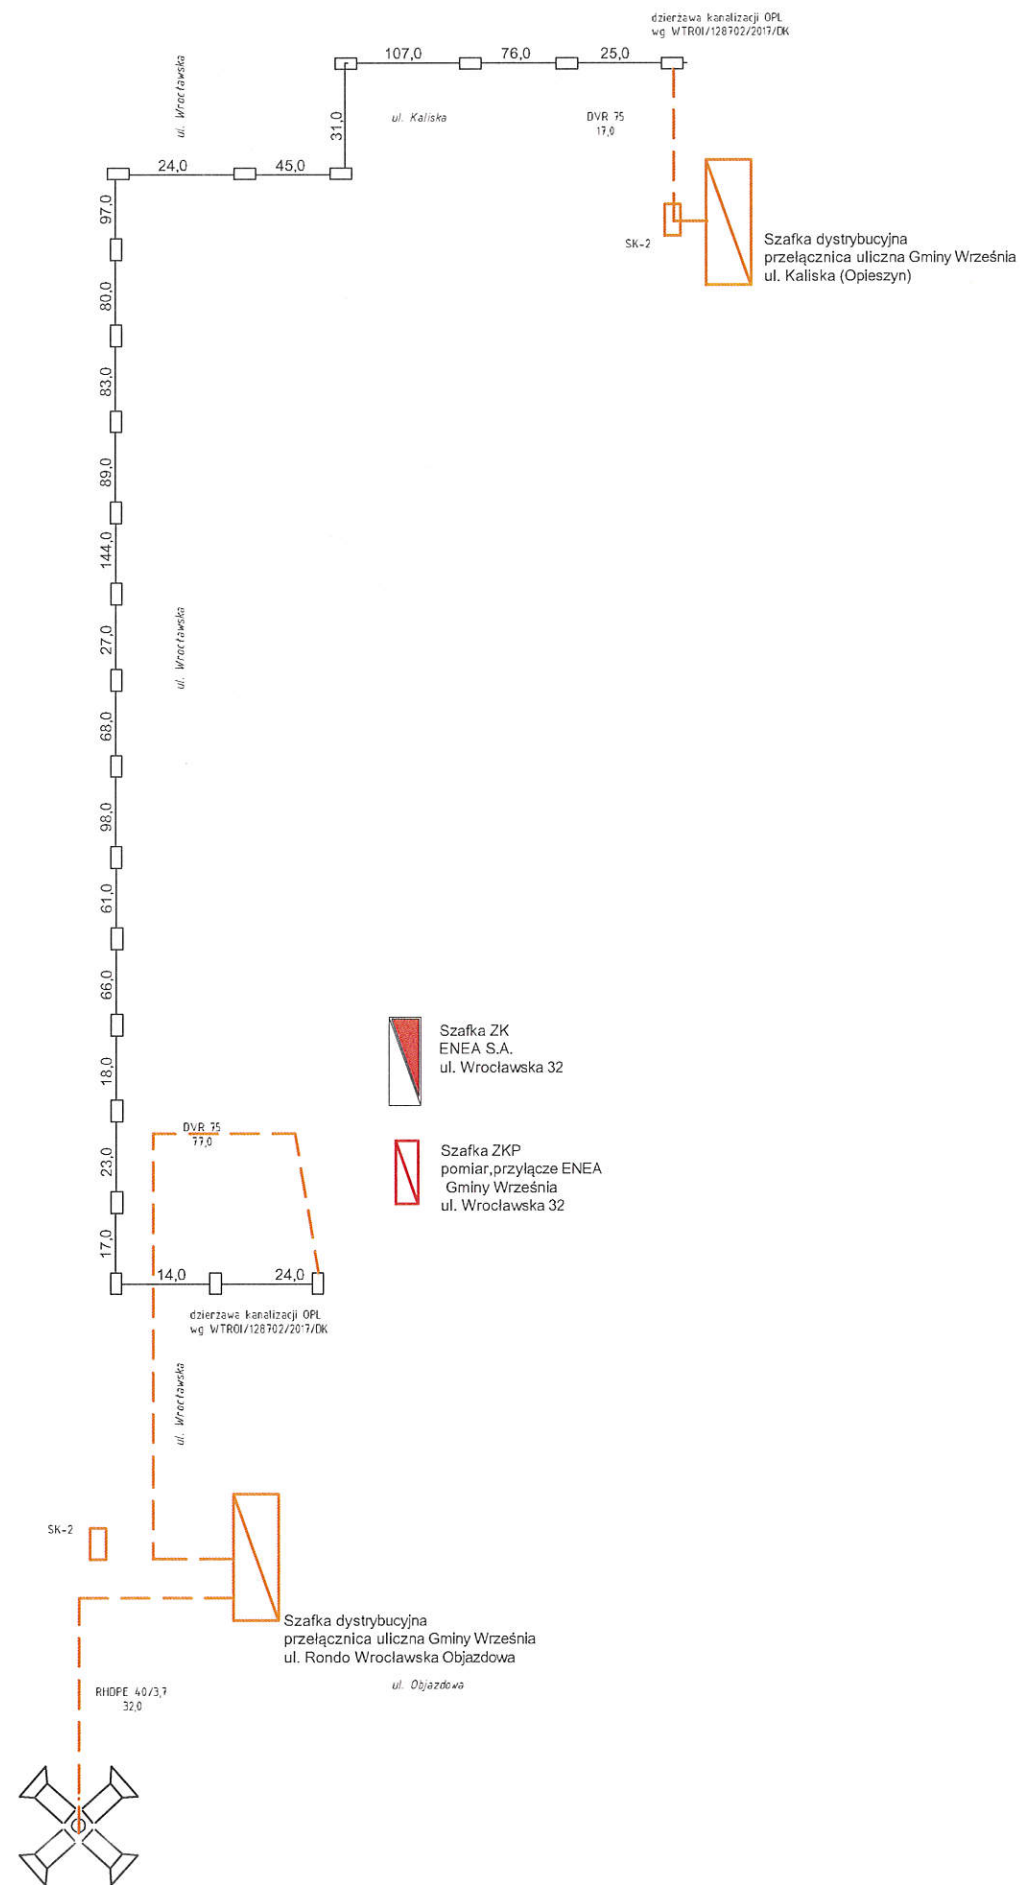 dzierżawa kanalizacji OPL
wg WTROI/128702/2017/DK
107,0
76,0
25,0
ul. Wrocławska
31,0
ul. Kaliska
DVR 75
17,0
24,0
45,0
97,0
SK-2
Szafka dystrybucyjna
przełącznica uliczna Gminy Września
ul. Kaliska (Opieszyn)
80,0
83,0
89,0
144,0
27,0
ul. Wrocławska
68,0
98,0
61,0
66,0
Szafka ZK
ENEA S.A.
ul. Wrocławska 32
18,0
DVR 75
77,0
23,0
Szafka ZKP
pomiar,przyłącze ENEA
Gminy Września
ul. Wrocławska 32
17,0
14,0
24,0
dzierżawa kanalizacji OPL
wg WTROI/128702/2017/DK
ul. Wrocławska
SK-2
Szafka dystrybucyjna
przełącznica uliczna Gminy Września
ul. Rondo Wrocławska Objazdowa
ul. Objazdowa
RHDPE 40/3,7
32,0